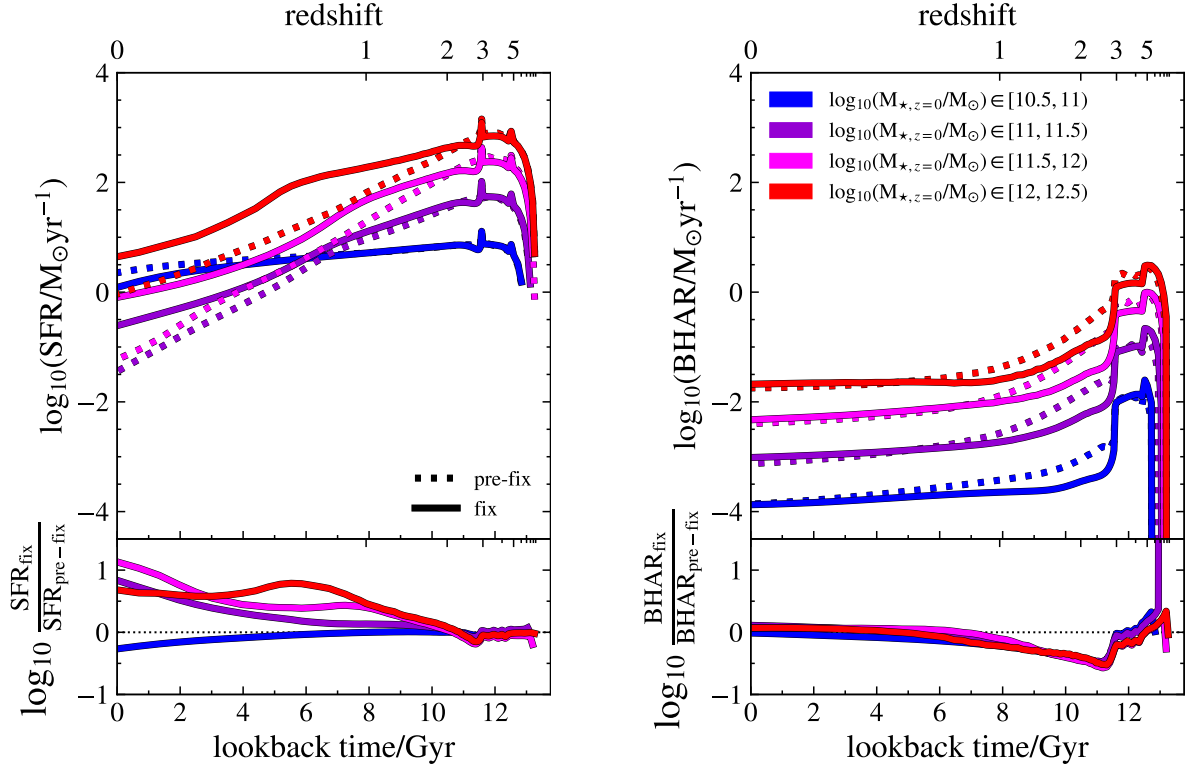 redshift
0 1 2 3 5
4
2
0
−2
−4
log₁₀(SFR/M⊙yr⁻¹)
pre-fix
fix
1
0
−1
log₁₀ SFR_fix / SFR_pre−fix
0 2 4 6 8 10 12
lookback time/Gyr
redshift
0 1 2 3 5
4
2
0
−2
−4
log₁₀(BHAR/M⊙yr⁻¹)
log₁₀(M⋆,z=0/M⊙) ∈ [10.5, 11)
log₁₀(M⋆,z=0/M⊙) ∈ [11, 11.5)
log₁₀(M⋆,z=0/M⊙) ∈ [11.5, 12)
log₁₀(M⋆,z=0/M⊙) ∈ [12, 12.5)
1
0
−1
log₁₀ BHAR_fix / BHAR_pre−fix
0 2 4 6 8 10 12
lookback time/Gyr